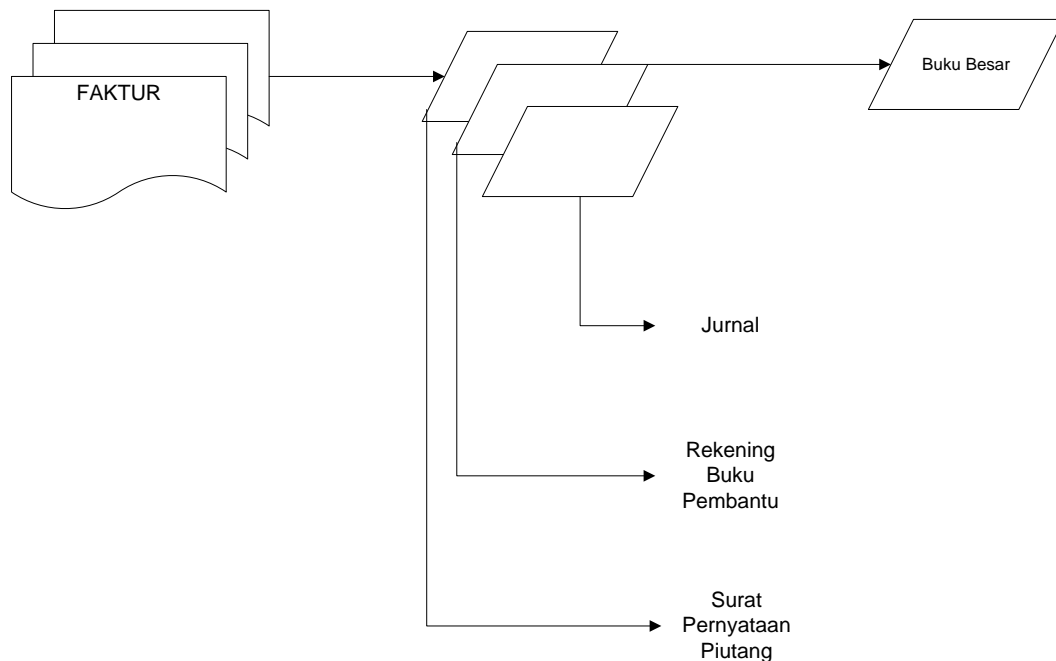 FAKTUR
Buku Besar
Jurnal
Rekening
Buku
Pembantu
Surat
Pernyataan
Piutang